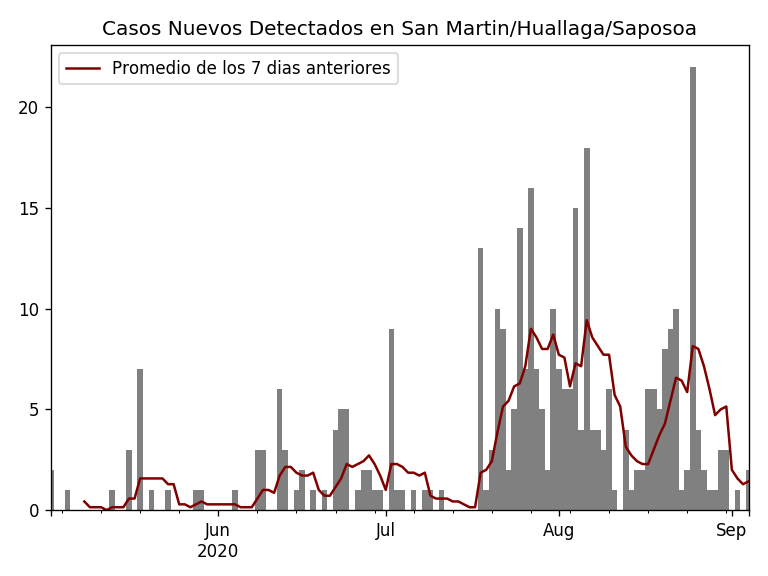 Casos Nuevos Detectados en San Martin/Huallaga/Saposoa
Promedio de los 7 dias anteriores
20
15
10
5
0
Jun Jul Aug Sep
2020